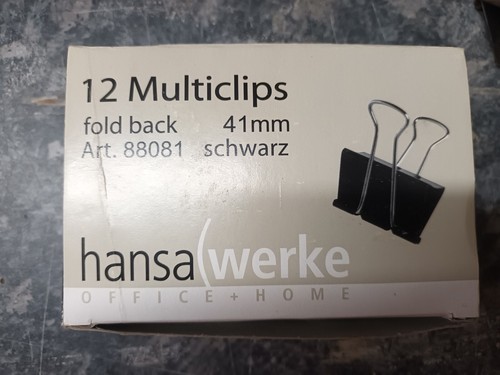 12 Multiclips
fold back 41mm
Art. 88081 schwarz
hansa(werke
OFFICE + HOME